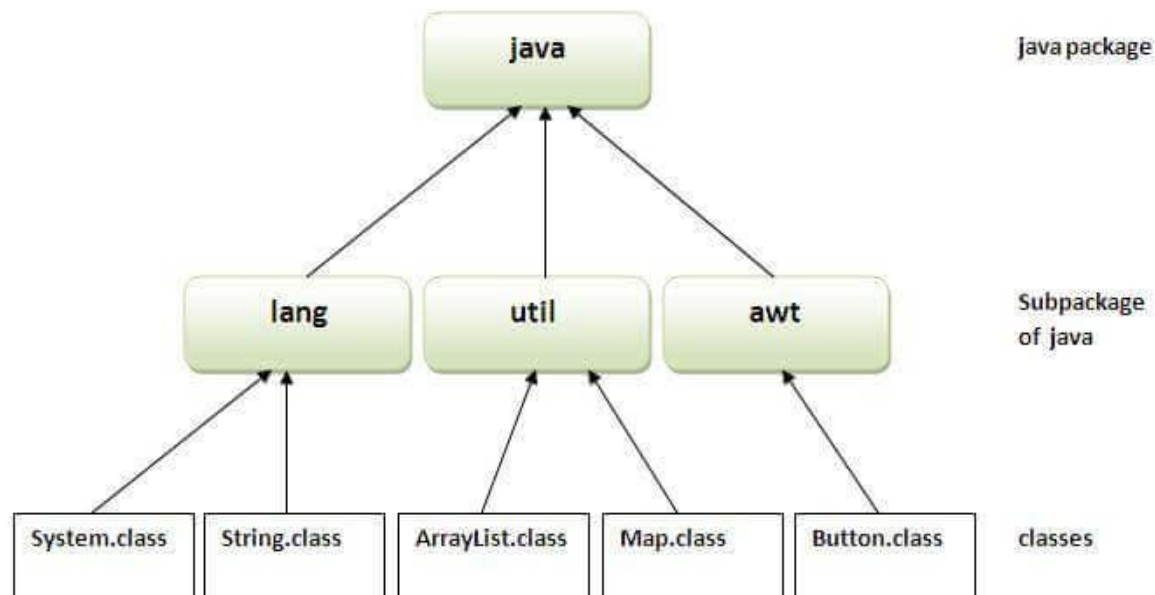 java
java package
lang
util
awt
Subpackage
of java
System.class
String.class
ArrayList.class
Map.class
Button.class
classes